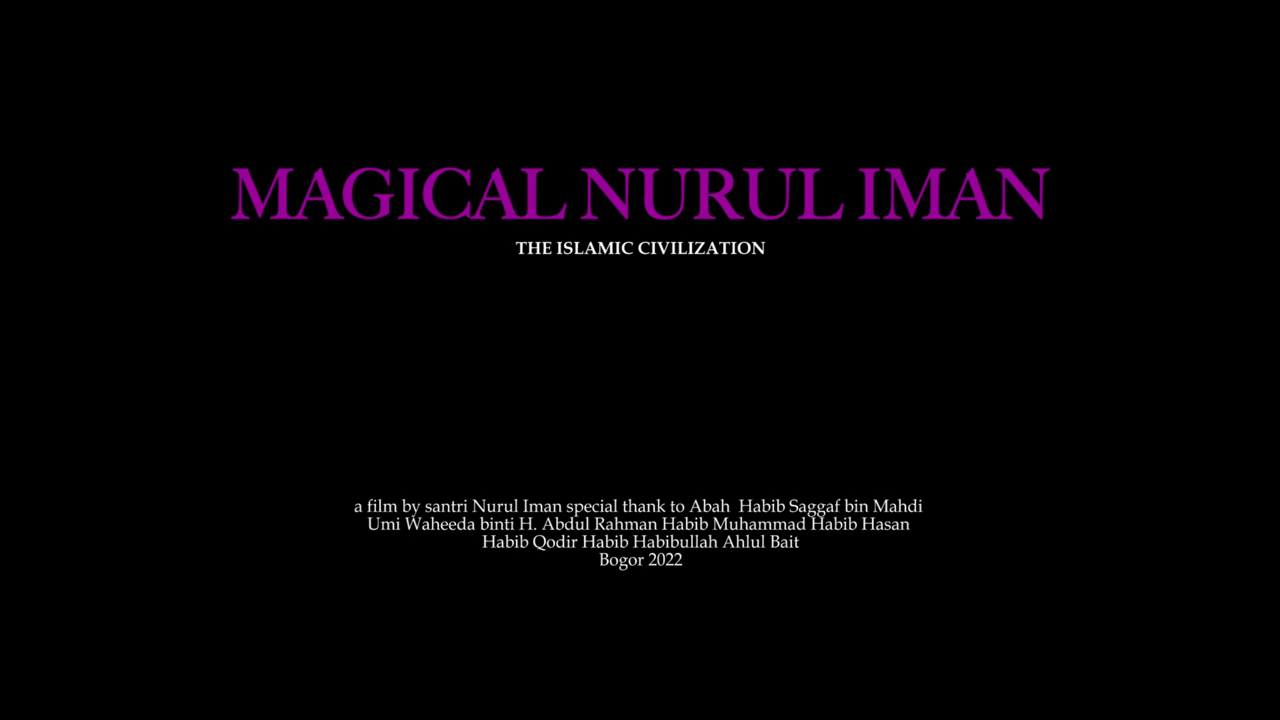 MAGICAL NURUL IMAN
THE ISLAMIC CIVILIZATION
a film by santri Nurul Iman special thank to Abah  Habib Saggaf bin Mahdi
Umi Waheeda binti H. Abdul Rahman Habib Muhammad Habib Hasan
Habib Qodir Habib Habibullah Ahlul Bait
Bogor 2022